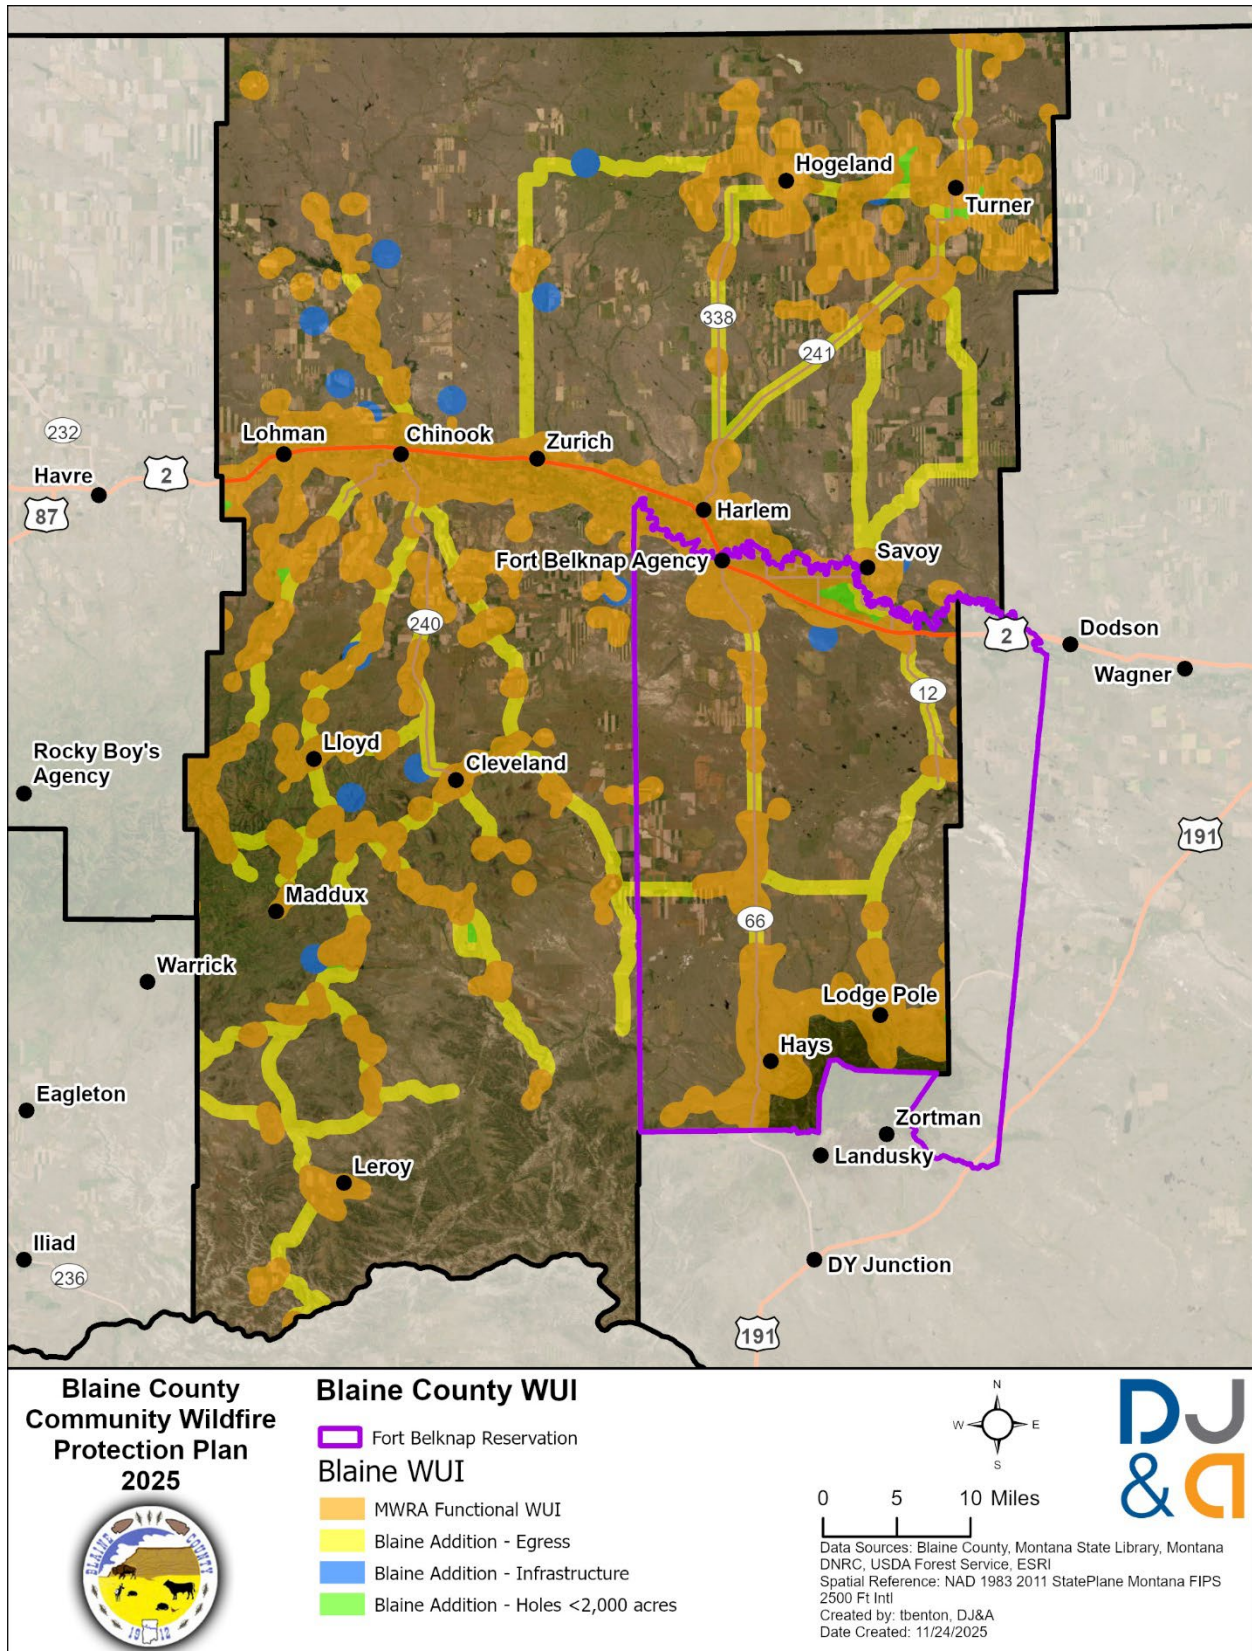 Hogeland
Turner
338
241
232
Lohman
Chinook
Zurich
Havre
2
87
Harlem
Fort Belknap Agency
Savoy
240
2
Dodson
Wagner
12
Rocky Boy's
Agency
Lloyd
Cleveland
191
Maddux
66
Warrick
Lodge Pole
Hays
Eagleton
Zortman
Landusky
Leroy
Iliad
236
DY Junction
191
Blaine County
Community Wildfire
Protection Plan
2025
BLAINE COUNTY
1912
Blaine County WUI
Fort Belknap Reservation
Blaine WUI
MWRA Functional WUI
Blaine Addition - Egress
Blaine Addition - Infrastructure
Blaine Addition - Holes <2,000 acres
N
W E
S
0 5 10 Miles
DJ
&a
Data Sources: Blaine County, Montana State Library, Montana
DNRC, USDA Forest Service, ESRI
Spatial Reference: NAD 1983 2011 StatePlane Montana FIPS
2500 Ft Intl
Created by: tbenton, DJ&A
Date Created: 11/24/2025